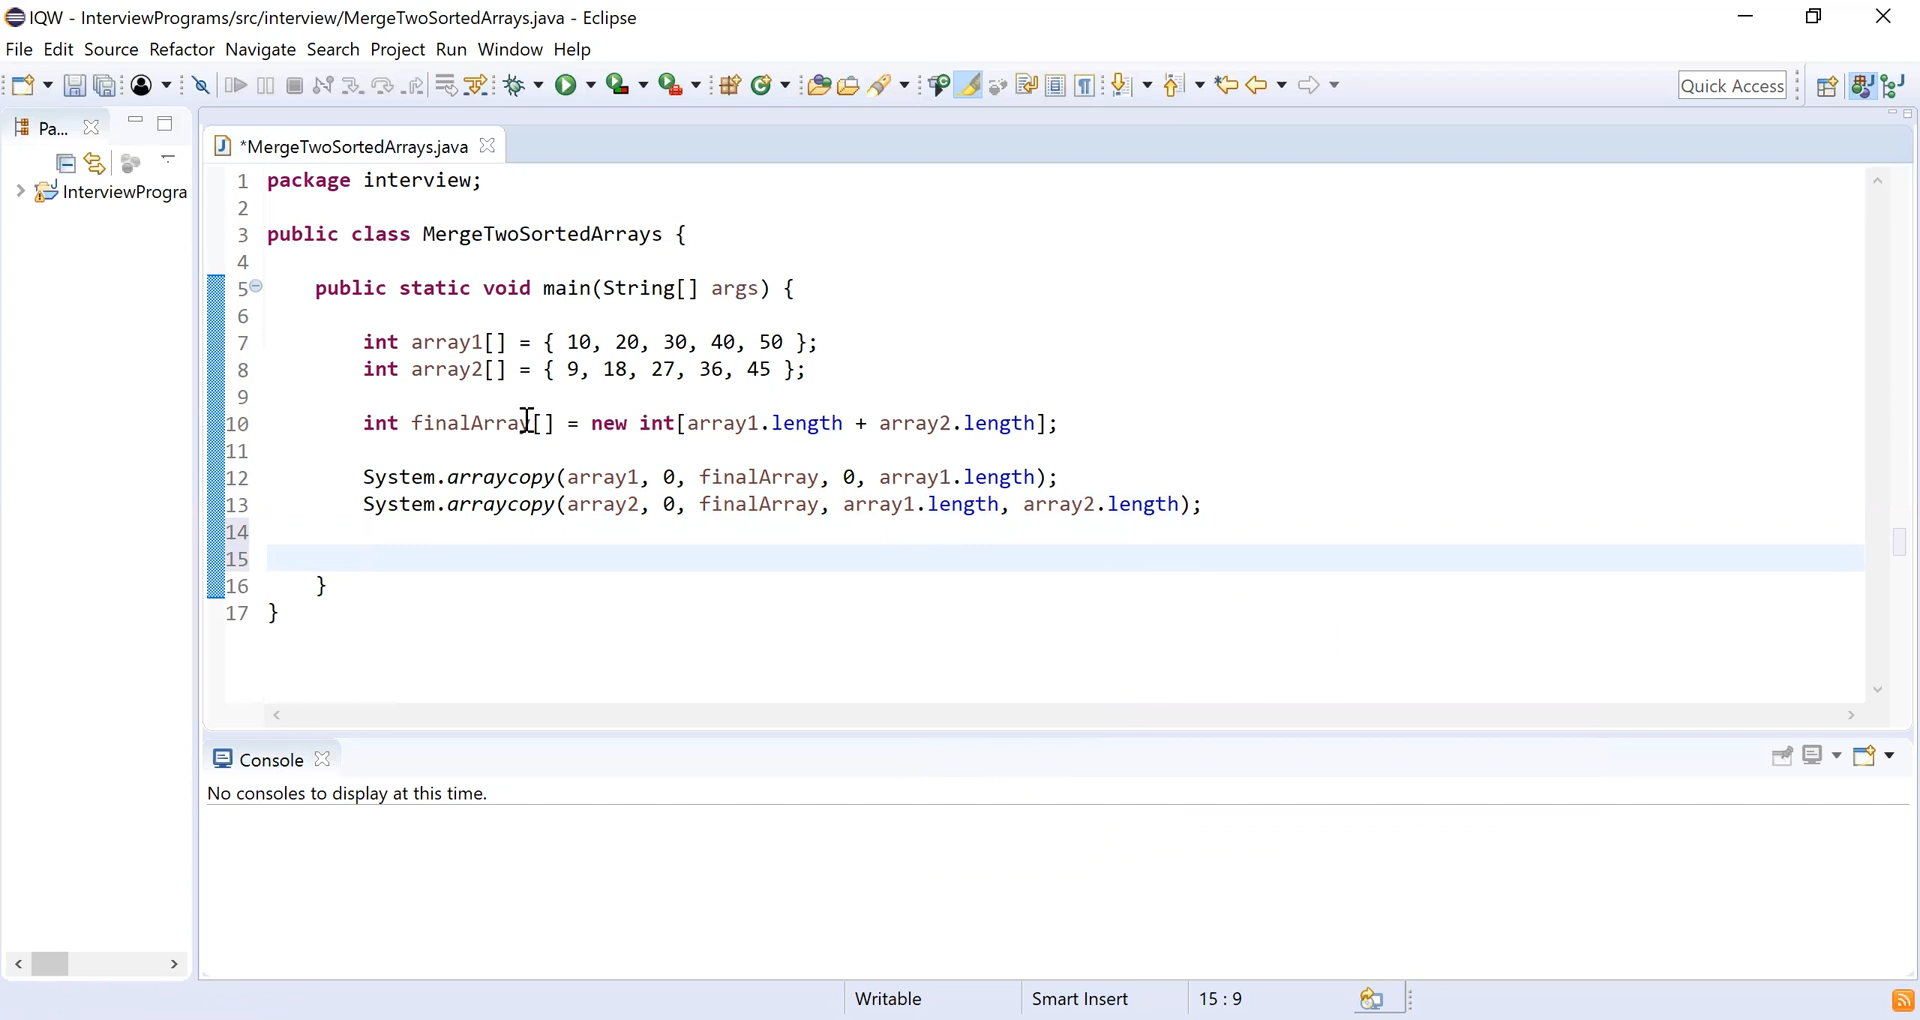 IQW - InterviewPrograms/src/interview/MergeTwoSortedArrays.java - Eclipse
File Edit Source Refactor Navigate Search Project Run Window Help
Quick Access
Pa...
*MergeTwoSortedArrays.java
InterviewProgra
1 package interview;
2
3 public class MergeTwoSortedArrays {
4
5 public static void main(String[] args) {
6
7 int array1[] = { 10, 20, 30, 40, 50 };
8 int array2[] = { 9, 18, 27, 36, 45 };
9
10 int finalArray[] = new int[array1.length + array2.length];
11
12 System.arraycopy(array1, 0, finalArray, 0, array1.length);
13 System.arraycopy(array2, 0, finalArray, array1.length, array2.length);
14
15
16 }
17 }
Console
No consoles to display at this time.
Writable Smart Insert 15 : 9